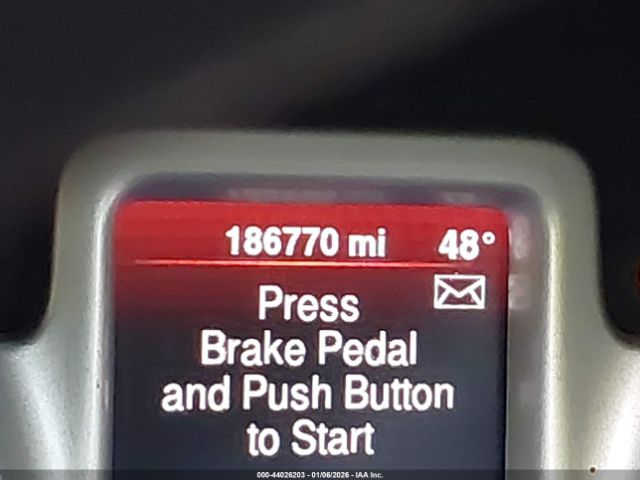 186770 mi 48°
Press
Brake Pedal
and Push Button
to Start
000-44026203 - 01/06/2026 - IAA Inc.